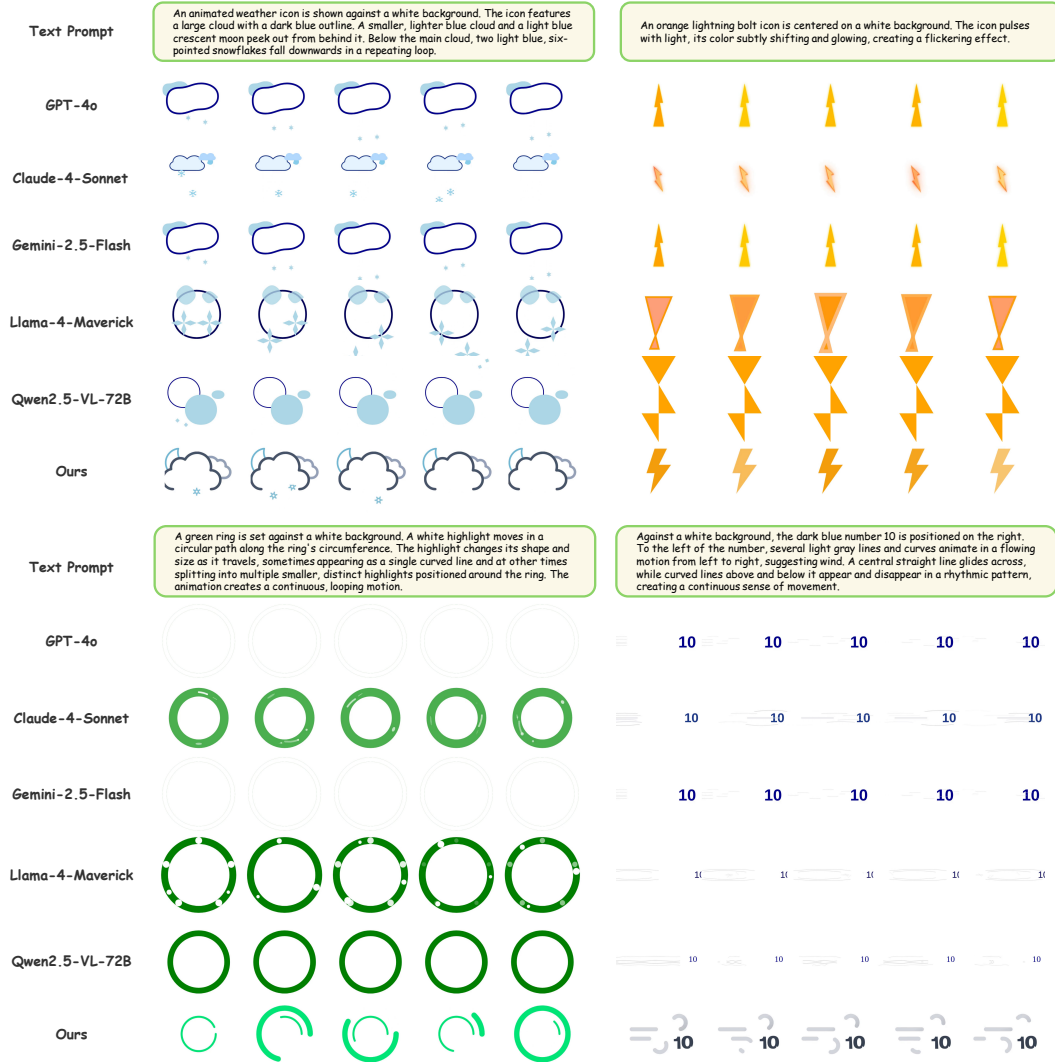 Text Prompt
An animated weather icon is shown against a white background. The icon features
a large cloud with a dark blue outline. A smaller, lighter blue cloud and a light blue
crescent moon peek out from behind it. Below the main cloud, two light blue, six-
pointed snowflakes fall downwards in a repeating loop.
An orange lightning bolt icon is centered on a white background. The icon pulses
with light, its color subtly shifting and glowing, creating a flickering effect.
GPT-4o
Claude-4-Sonnet
Gemini-2.5-Flash
Llama-4-Maverick
Qwen2.5-VL-72B
Ours
Text Prompt
A green ring is set against a white background. A white highlight moves in a
circular path along the ring's circumference. The highlight changes its shape and
size as it travels, sometimes appearing as a single curved line and at other times
splitting into multiple smaller, distinct highlights positioned around the ring. The
animation creates a continuous, looping motion.
Against a white background, the dark blue number 10 is positioned on the right.
To the left of the number, several light gray lines and curves animate in a flowing
motion from left to right, suggesting wind. A central straight line glides across,
while curved lines above and below it appear and disappear in a rhythmic pattern,
creating a continuous sense of movement.
GPT-4o
10 10 10 10 10
Claude-4-Sonnet
10 10 10 10 10
Gemini-2.5-Flash
10 10 10 10 10
Llama-4-Maverick
10 10 10 10 10
Qwen2.5-VL-72B
10 10 10 10 10
Ours
10 10 10 10 10